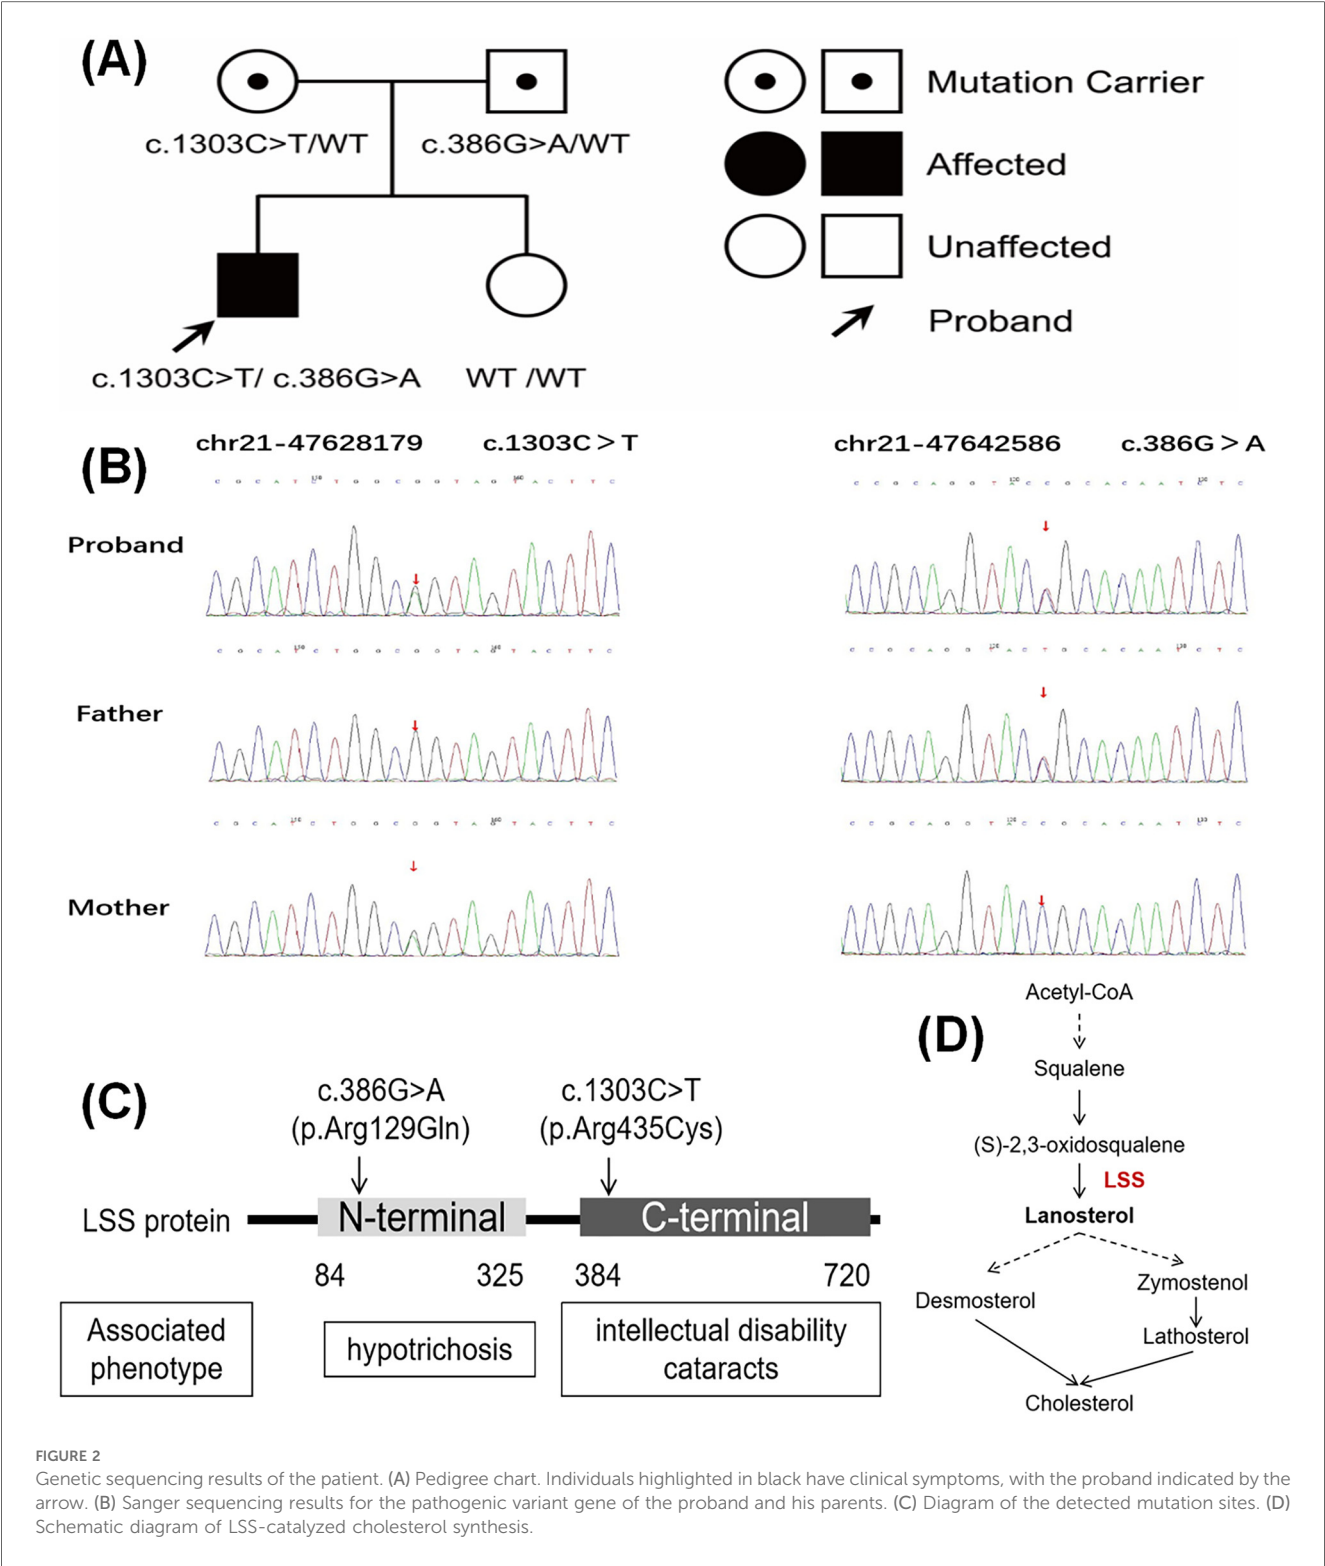 (A)
c.1303C>T/WT
c.386G>A/WT
Mutation Carrier
Affected
Unaffected
Proband
c.1303C>T/ c.386G>A
WT /WT
(B)
chr21-47628179
c.1303C > T
chr21-47642586
c.386G > A
Proband
C G C A T C T G G C G G T A G T A C T T C
C C G C A G G T A C C G C A C A A T C T C
Father
C G C A T C T G G C G G T A G T A C T T C
C C G C A G G T A C T G C A C A A T C T C
Mother
C G C A T C T G G C G G T A G T A C T T C
C C G C A G G T A C C G C A C A A T C T C
(C)
c.386G>A
(p.Arg129Gln)
c.1303C>T
(p.Arg435Cys)
LSS protein
N-terminal
C-terminal
84
325
384
720
Associated
phenotype
hypotrichosis
intellectual disability
cataracts
(D)
Acetyl-CoA
Squalene
(S)-2,3-oxidosqualene
LSS
Lanosterol
Desmosterol
Zymostenol
Lathosterol
Cholesterol
FIGURE 2
Genetic sequencing results of the patient. (A) Pedigree chart. Individuals highlighted in black have clinical symptoms, with the proband indicated by the
arrow. (B) Sanger sequencing results for the pathogenic variant gene of the proband and his parents. (C) Diagram of the detected mutation sites. (D)
Schematic diagram of LSS-catalyzed cholesterol synthesis.